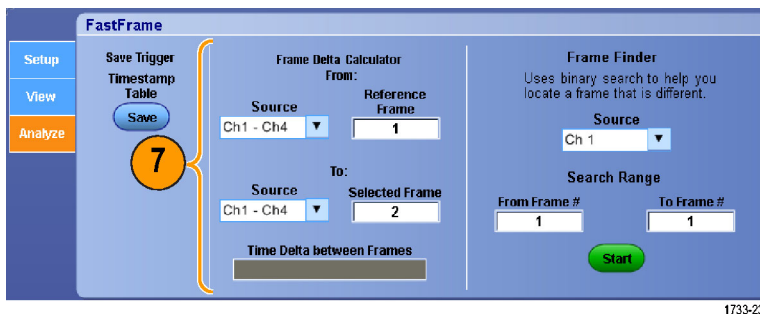 FastFrame
Setup
View
Analyze
Save Trigger
Timestamp
Table
Save
7
Frame Delta Calculator
From:
Source
Reference
Frame
Ch1 - Ch4
1
To:
Source
Selected Frame
Ch1 - Ch4
2
Time Delta between Frames
Frame Finder
Uses binary search to help you
locate a frame that is different.
Source
Ch 1
Search Range
From Frame #
To Frame #
1
1
Start